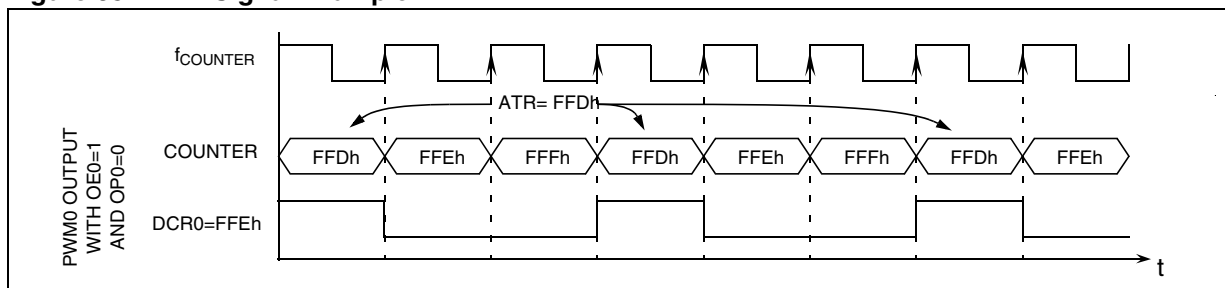 fCOUNTER
ATR= FFDh
COUNTER
FFDh FFEh FFFh FFDh FFEh FFFh FFDh FFEh
PWM0 OUTPUT
WITH OE0=1
AND OP0=0
DCR0=FFEh
t